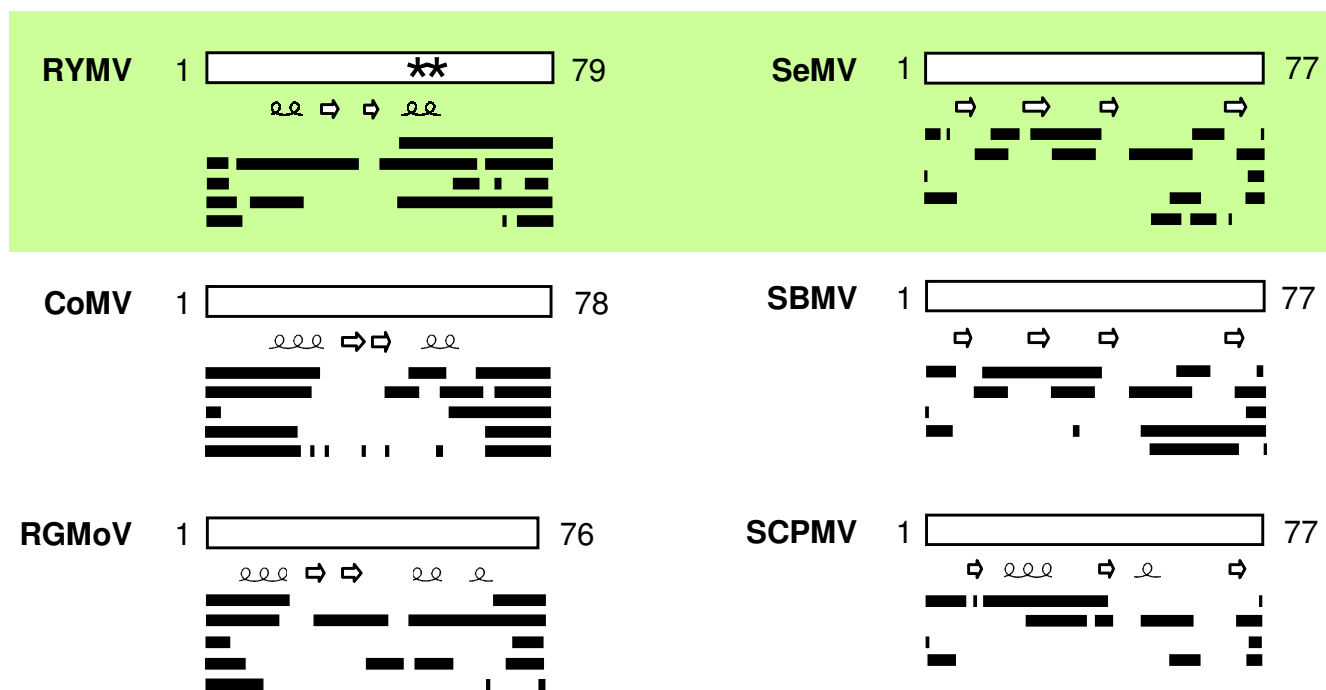 RYMV 1 ** 79
SeMV 1 77
CoMV 1 78
SBMV 1 77
RGMoV 1 76
SCPMV 1 77